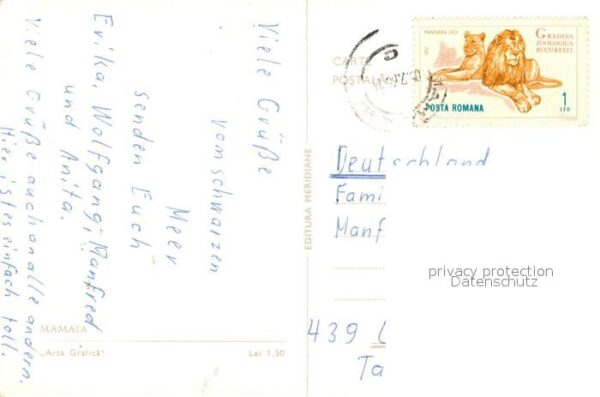 Viele Grüße
vom schwarzen
Meer
senden Euch
Erika, Wolfgang, Manfred
und Anita.
Viele Grüße auch an alle andern.
Hier ist es einfach toll.
MAMAIA
„Arta Grafică”
Lei 1,50
EDITURA MERIDIANE
CARTE
POSTALĂ
PANTHERA LEO
GRADINA
ZOOLOGICA
BUCURESTI
POSTA ROMANA
1
LEU
Deutschland
Fami
Manf
privacy protection
Datenschutz
439
Ta